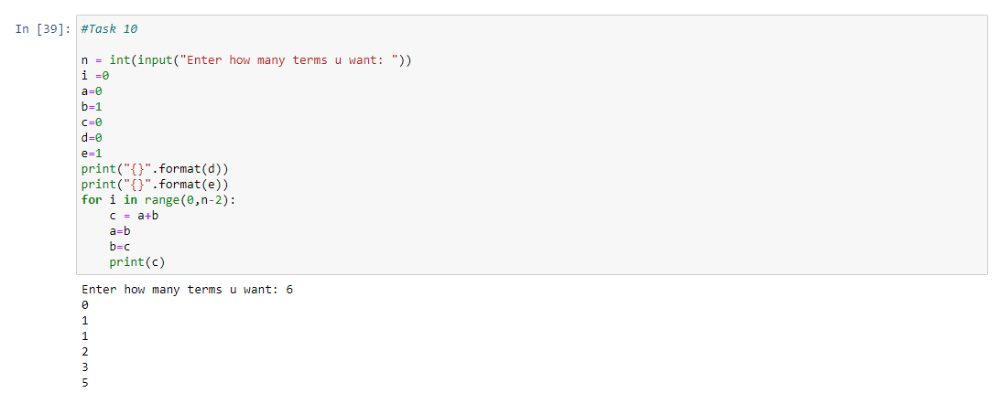 In [39]: #Task 10
n = int(input("Enter how many terms u want: "))
i =0
a=0
b=1
c=0
d=0
e=1
print("{}".format(d))
print("{}".format(e))
for i in range(0,n-2):
    c = a+b
    a=b
    b=c
    print(c)
Enter how many terms u want: 6
0
1
1
2
3
5